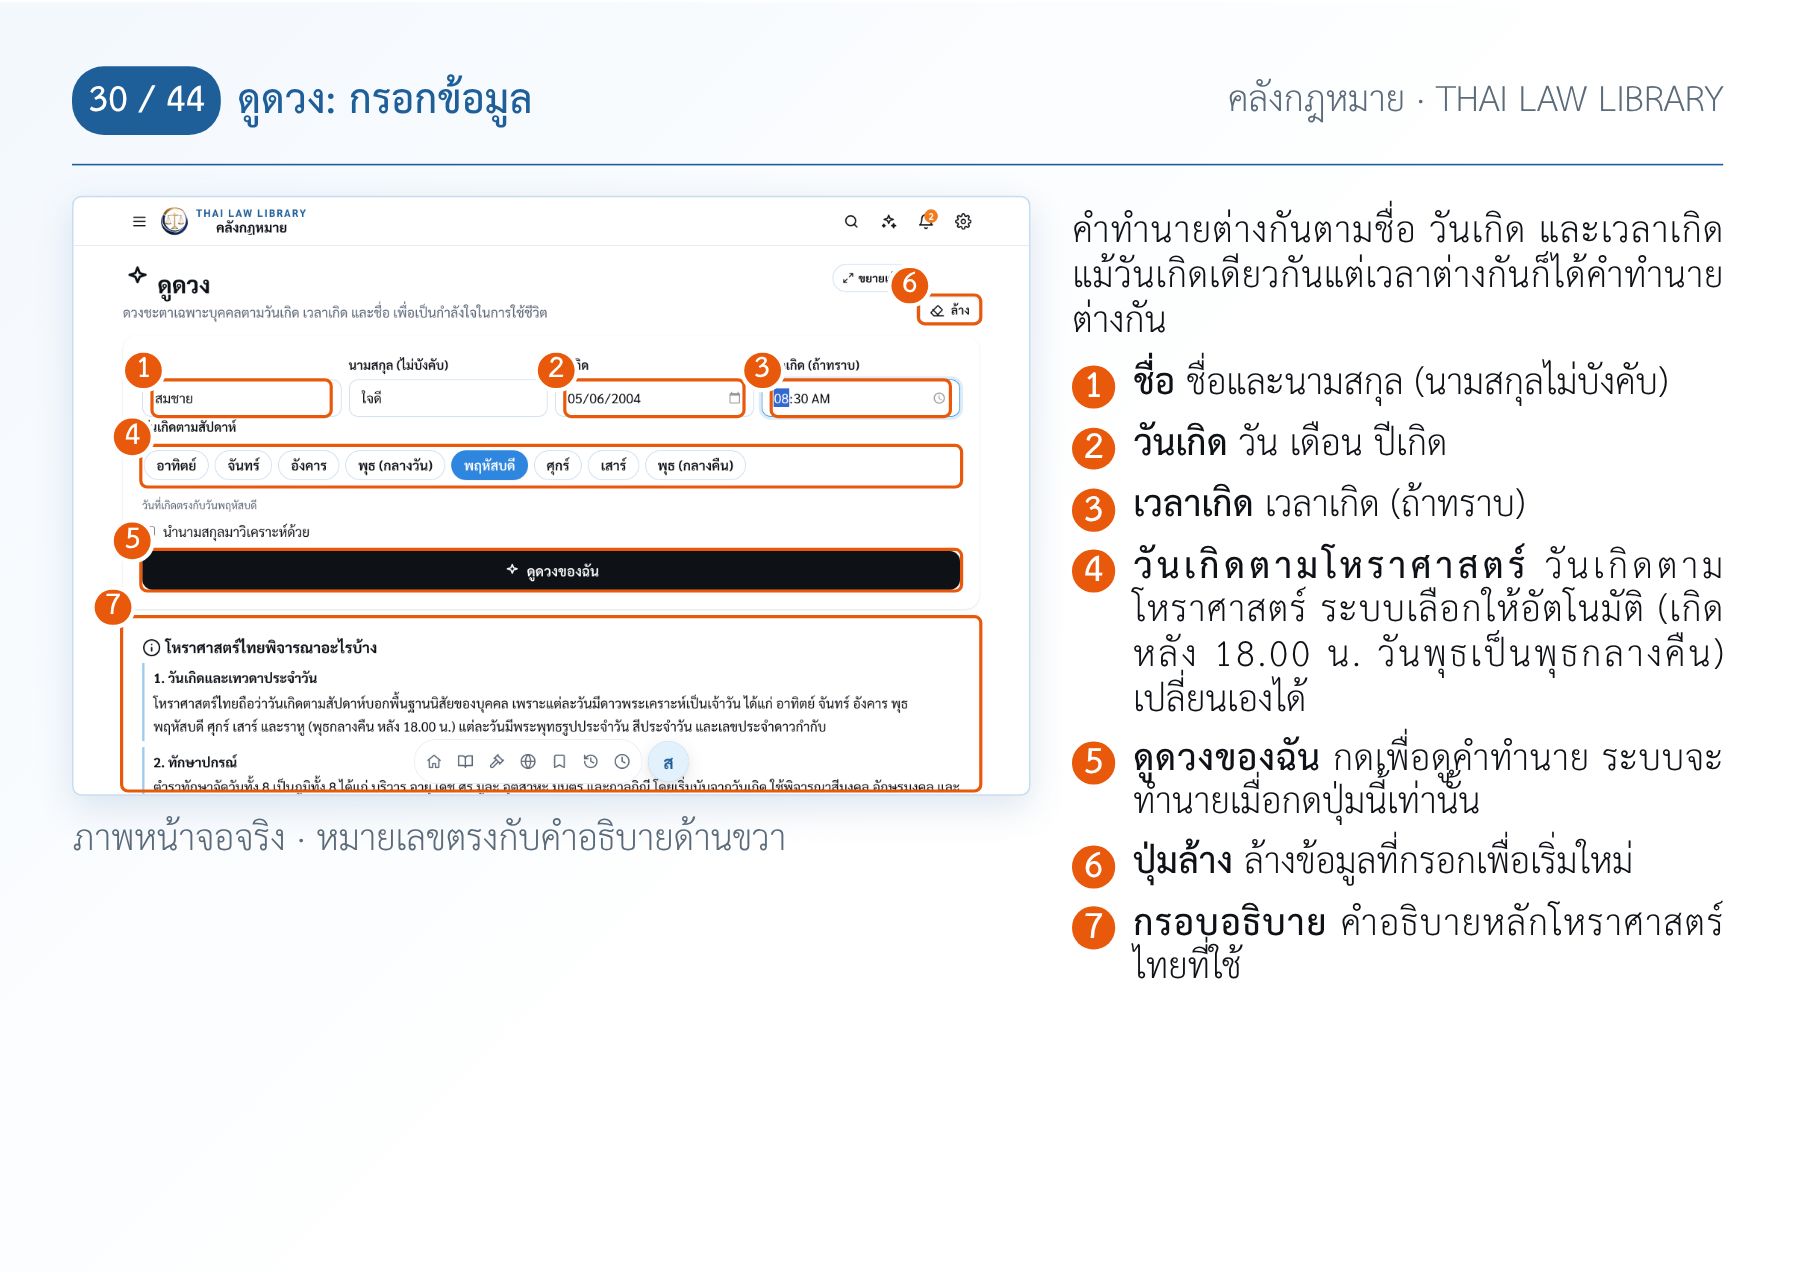 30 / 44 ดูดวง: กรอกข้อมูล
คลังกฎหมาย · THAI LAW LIBRARY
THAI LAW LIBRARY
คลังกฎหมาย
2
ดูดวง
ดวงชะตาเฉพาะบุคคลตามวันเกิด เวลาเกิด และชื่อ เพื่อเป็นกำลังใจในการใช้ชีวิต
6
ล้าง
1
นามสกุล (ไม่บังคับ)
2
3
เกิด (ถ้าทราบ)
สมชาย
ใจดี
05/06/2004
08:30 AM
4
นเกิดตามสัปดาห์
อาทิตย์ จันทร์ อังคาร พุธ (กลางวัน) พฤหัสบดี ศุกร์ เสาร์ พุธ (กลางคืน)
วันที่เกิดตรงกับวันพฤหัสบดี
5
นำนามสกุลมาวิเคราะห์ด้วย
ดูดวงของฉัน
7
โหราศาสตร์ไทยพิจารณาอะไรบ้าง
1. วันเกิดและเทวดาประจำวัน
โหราศาสตร์ไทยถือว่าวันเกิดตามสัปดาห์บอกพื้นฐานนิสัยของบุคคล เพราะแต่ละวันมีดาวพระเคราะห์เป็นเจ้าวัน ได้แก่ อาทิตย์ จันทร์ อังคาร พุธ
พฤหัสบดี ศุกร์ เสาร์ และราหู (พุธกลางคืน หลัง 18.00 น.) แต่ละวันมีพระพุทธรูปประจำวัน สีประจำวัน และเลขประจำดาวกำกับ
2. ทักษาปกรณ์
ส
ภาพหน้าจอจริง · หมายเลขตรงกับคำอธิบายด้านขวา
คำทำนายต่างกันตามชื่อ วันเกิด และเวลาเกิด
แม้วันเกิดเดียวกันแต่เวลาต่างกันก็ได้คำทำนาย
ต่างกัน
1 ชื่อ ชื่อและนามสกุล (นามสกุลไม่บังคับ)
2 วันเกิด วัน เดือน ปีเกิด
3 เวลาเกิด เวลาเกิด (ถ้าทราบ)
4 วันเกิดตามโหราศาสตร์ วันเกิดตาม
โหราศาสตร์ ระบบเลือกให้อัตโนมัติ (เกิด
หลัง 18.00 น. วันพุธเป็นพุธกลางคืน)
เปลี่ยนเองได้
5 ดูดวงของฉัน กดเพื่อดูคำทำนาย ระบบจะ
ทำนายเมื่อกดปุ่มนี้เท่านั้น
6 ปุ่มล้าง ล้างข้อมูลที่กรอกเพื่อเริ่มใหม่
7 กรอบอธิบาย คำอธิบายหลักโหราศาสตร์
ไทยที่ใช้